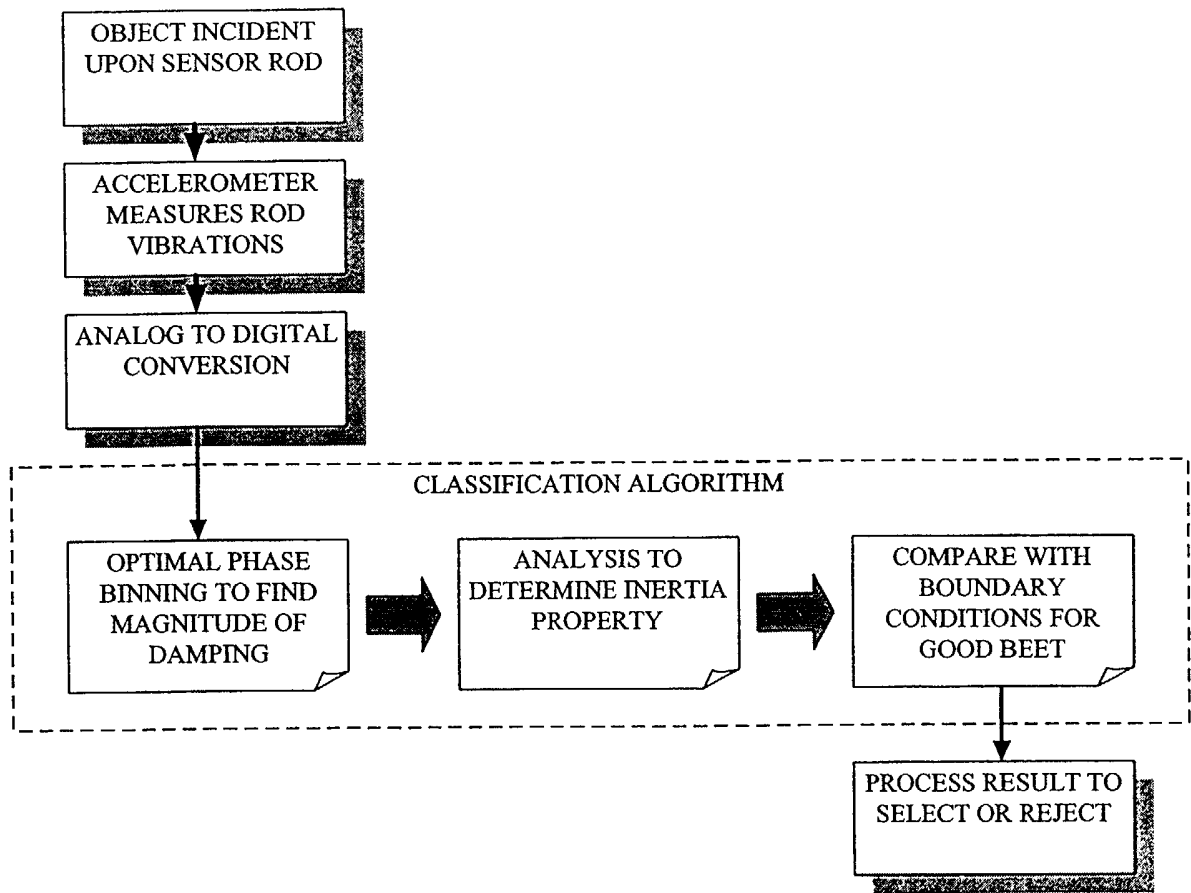 OBJECT INCIDENT
UPON SENSOR ROD
ACCELEROMETER
MEASURES ROD
VIBRATIONS
ANALOG TO DIGITAL
CONVERSION
CLASSIFICATION ALGORITHM
OPTIMAL PHASE
BINNING TO FIND
MAGNITUDE OF
DAMPING
ANALYSIS TO
DETERMINE INERTIA
PROPERTY
COMPARE WITH
BOUNDARY
CONDITIONS FOR
GOOD BEET
PROCESS RESULT TO
SELECT OR REJECT